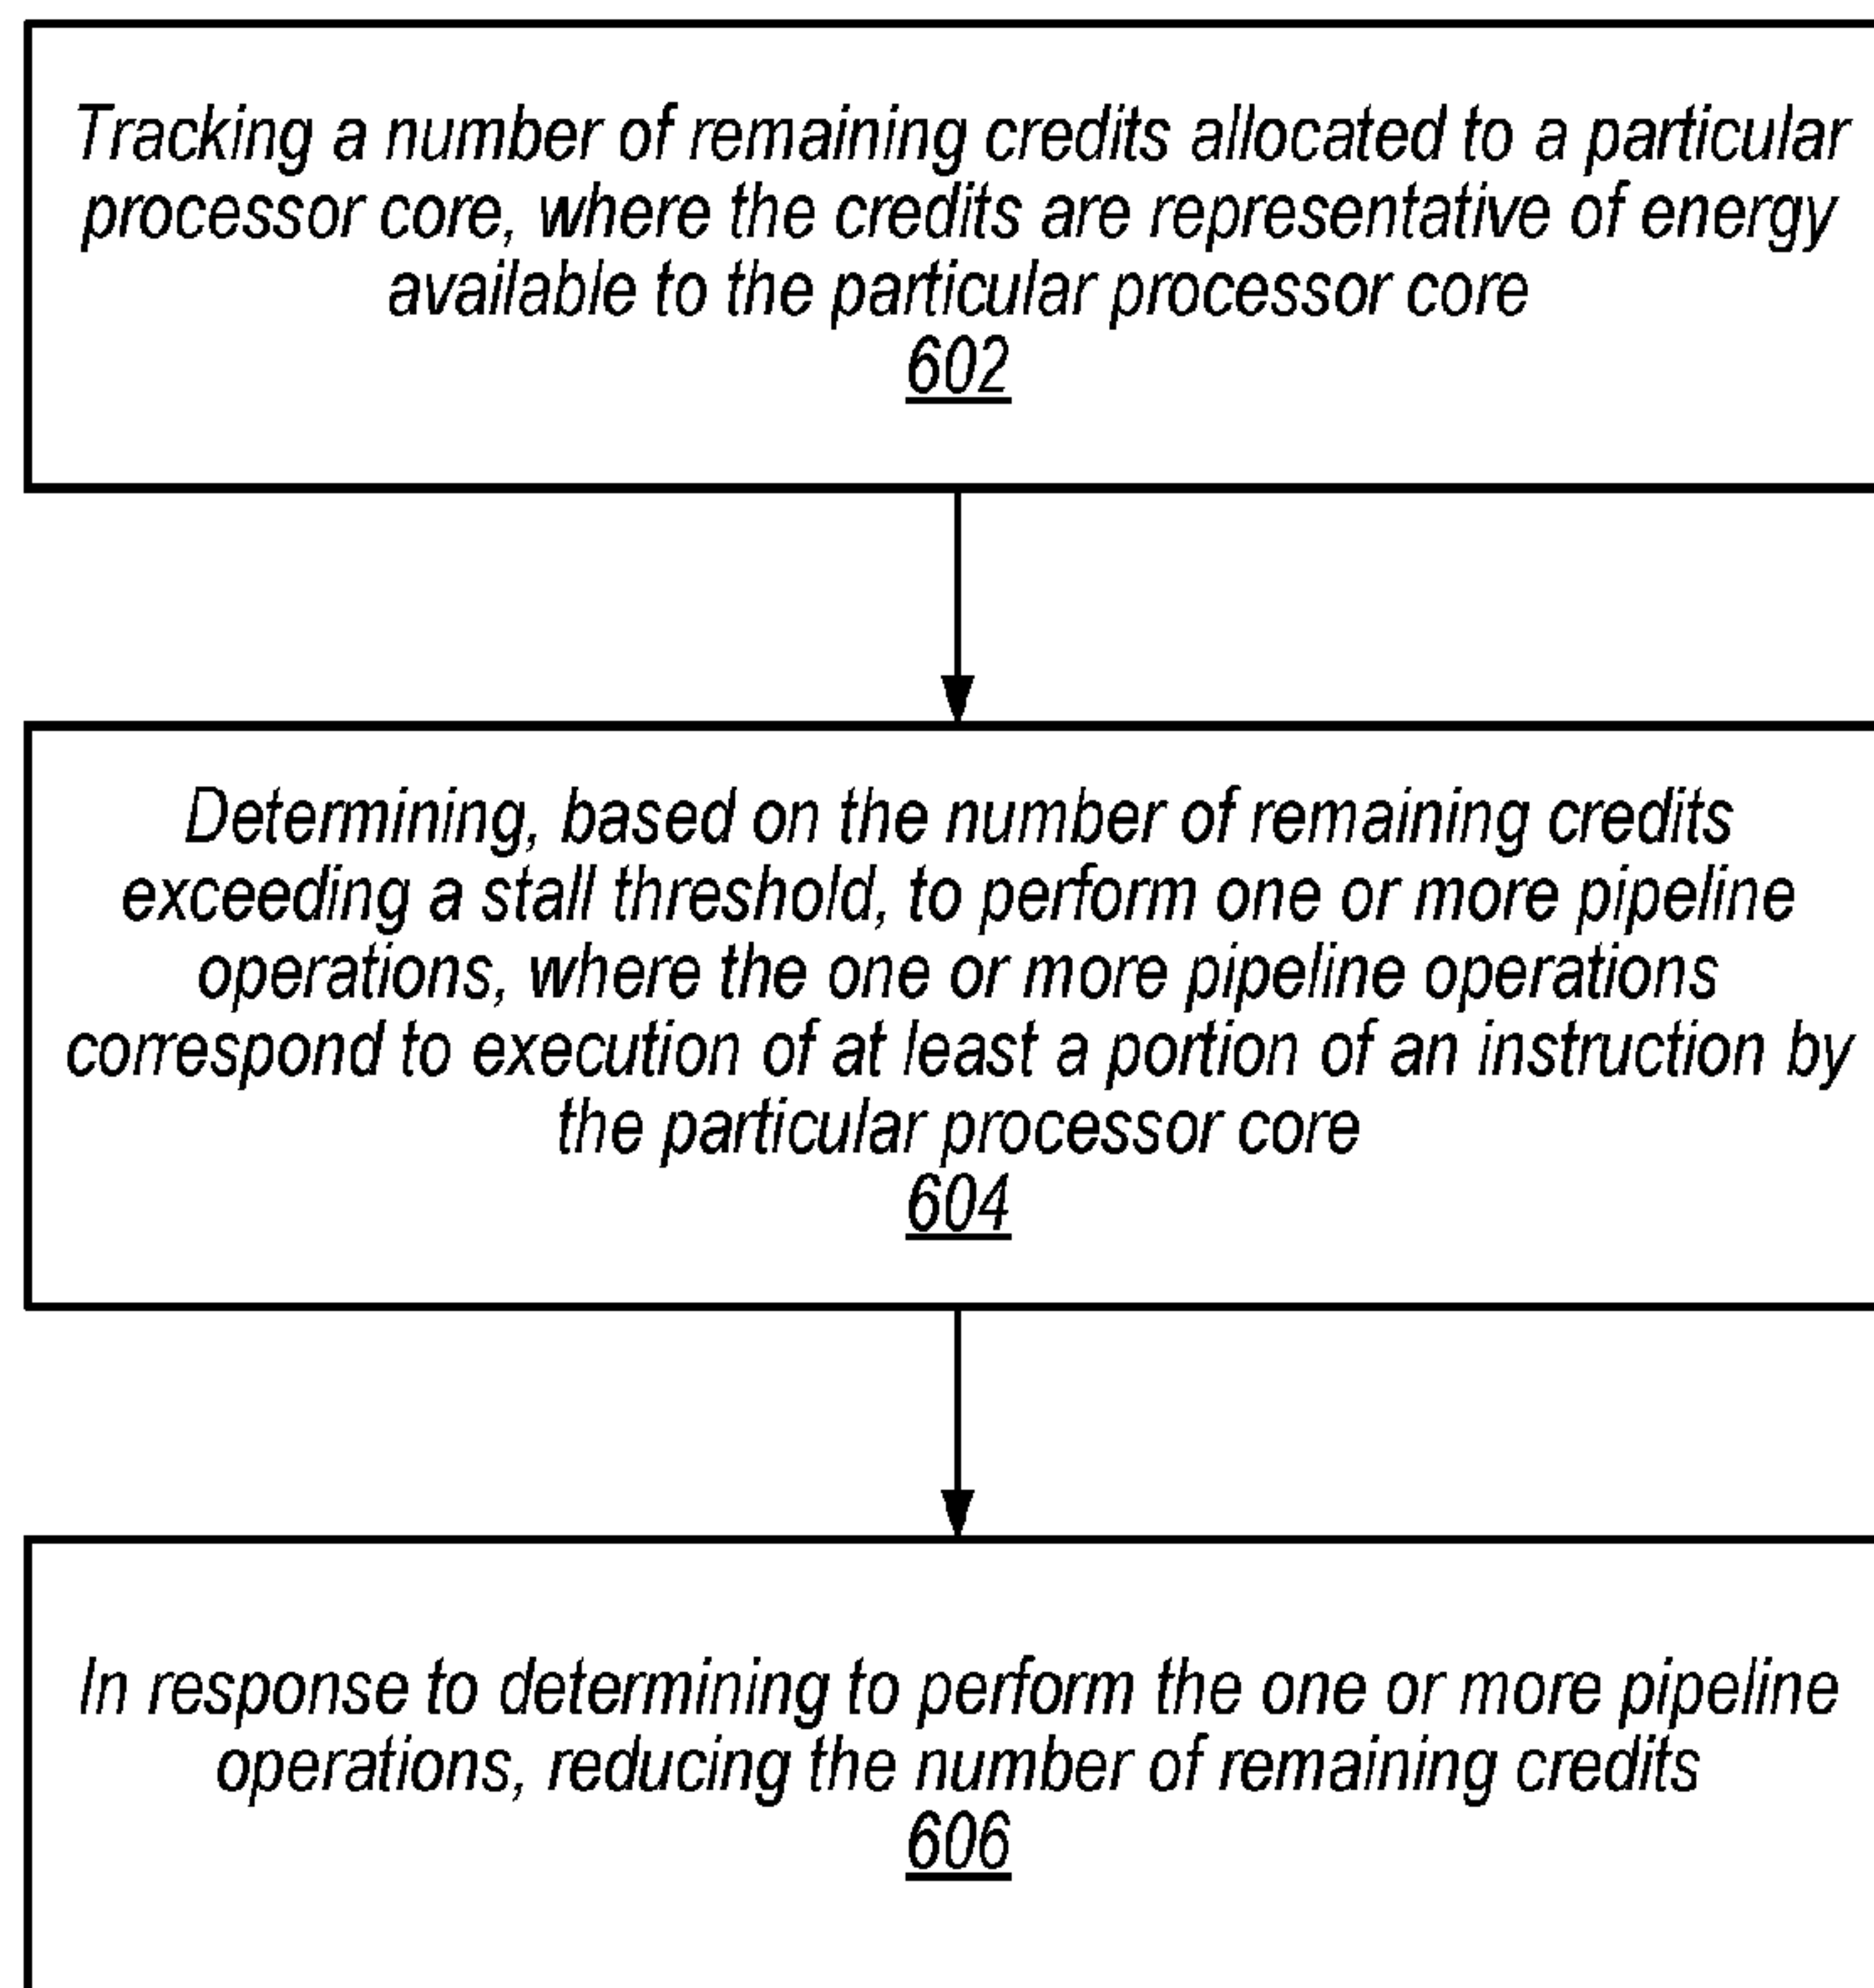 Tracking a number of remaining credits allocated to a particular
processor core, where the credits are representative of energy
available to the particular processor core
602
Determining, based on the number of remaining credits
exceeding a stall threshold, to perform one or more pipeline
operations, where the one or more pipeline operations
correspond to execution of at least a portion of an instruction by
the particular processor core
604
In response to determining to perform the one or more pipeline
operations, reducing the number of remaining credits
606